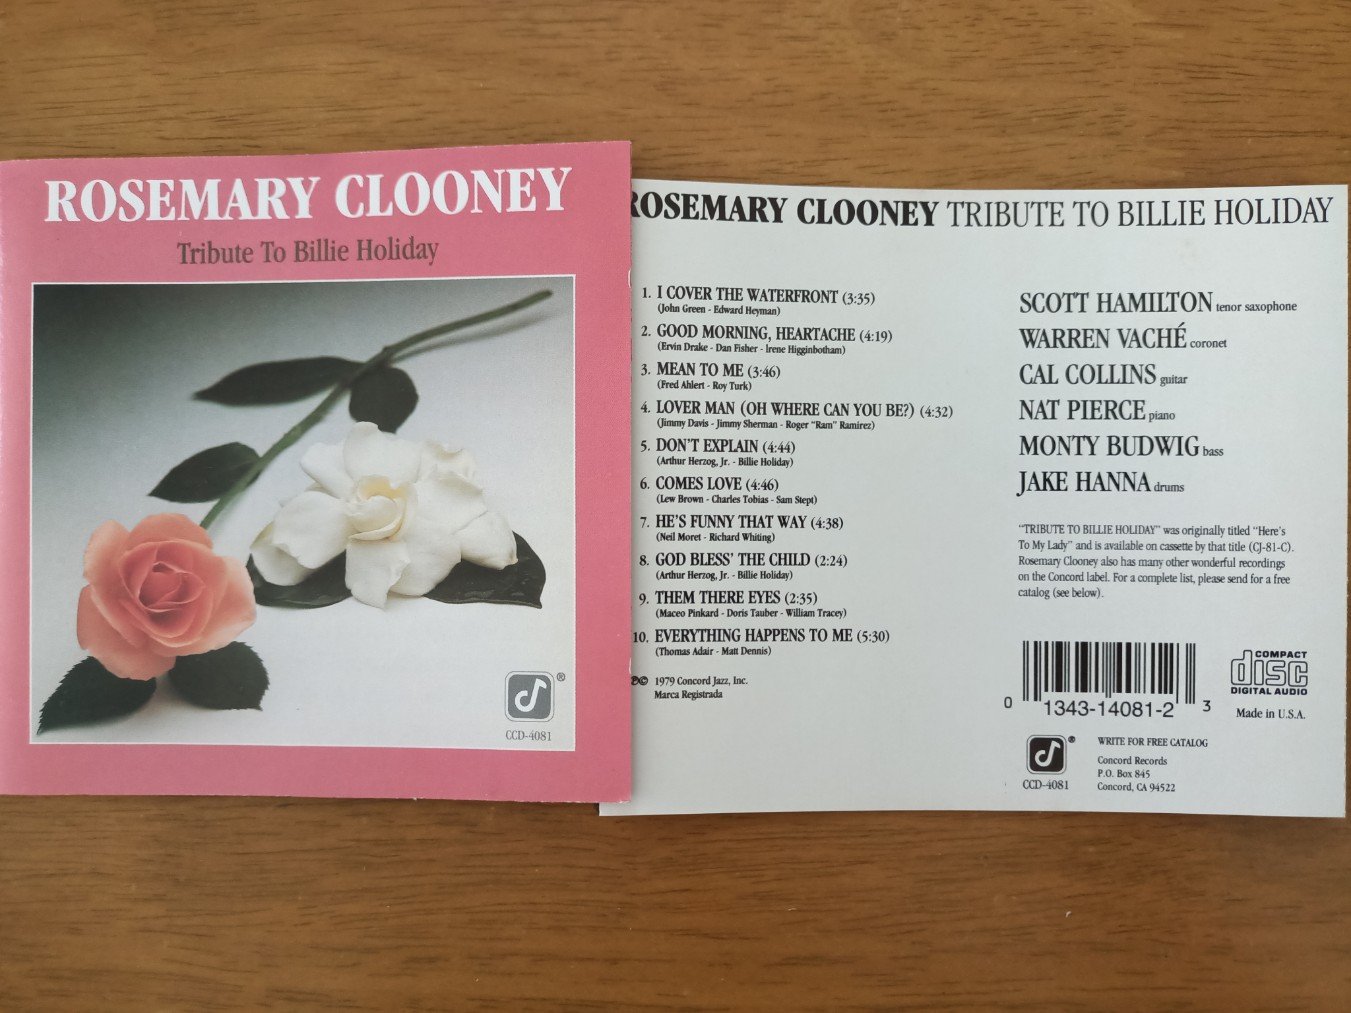 ROSEMARY CLOONEY
Tribute To Billie Holiday
®
CCD-4081
ROSEMARY CLOONEY TRIBUTE TO BILLIE HOLIDAY
1. I COVER THE WATERFRONT (3:35)
(John Green - Edward Heyman)
2. GOOD MORNING, HEARTACHE (4:19)
(Ervin Drake - Dan Fisher - Irene Higginbotham)
3. MEAN TO ME (3:46)
(Fred Ahlert - Roy Turk)
4. LOVER MAN (OH WHERE CAN YOU BE?) (4:32)
(Jimmy Davis - Jimmy Sherman - Roger "Ram" Ramirez)
5. DON'T EXPLAIN (4:44)
(Arthur Herzog, Jr. - Billie Holiday)
6. COMES LOVE (4:46)
(Lew Brown - Charles Tobias - Sam Stept)
7. HE'S FUNNY THAT WAY (4:38)
(Neil Moret - Richard Whiting)
8. GOD BLESS' THE CHILD (2:24)
(Arthur Herzog, Jr. - Billie Holiday)
9. THEM THERE EYES (2:35)
(Maceo Pinkard - Doris Tauber - William Tracey)
10. EVERYTHING HAPPENS TO ME (5:30)
(Thomas Adair - Matt Dennis)
℗© 1979 Concord Jazz, Inc.
Marca Registrada
SCOTT HAMILTON tenor saxophone
WARREN VACHÉ coronet
CAL COLLINS guitar
NAT PIERCE piano
MONTY BUDWIG bass
JAKE HANNA drums
"TRIBUTE TO BILLIE HOLIDAY" was originally titled "Here's
To My Lady" and is available on cassette by that title (CJ-81-C).
Rosemary Clooney also has many other wonderful recordings
on the Concord label. For a complete list, please send for a free
catalog (see below).
0 1343-14081-2 3
COMPACT
disc
DIGITAL AUDIO
Made in U.S.A.
®
CCD-4081
WRITE FOR FREE CATALOG
Concord Records
P.O. Box 845
Concord, CA 94522